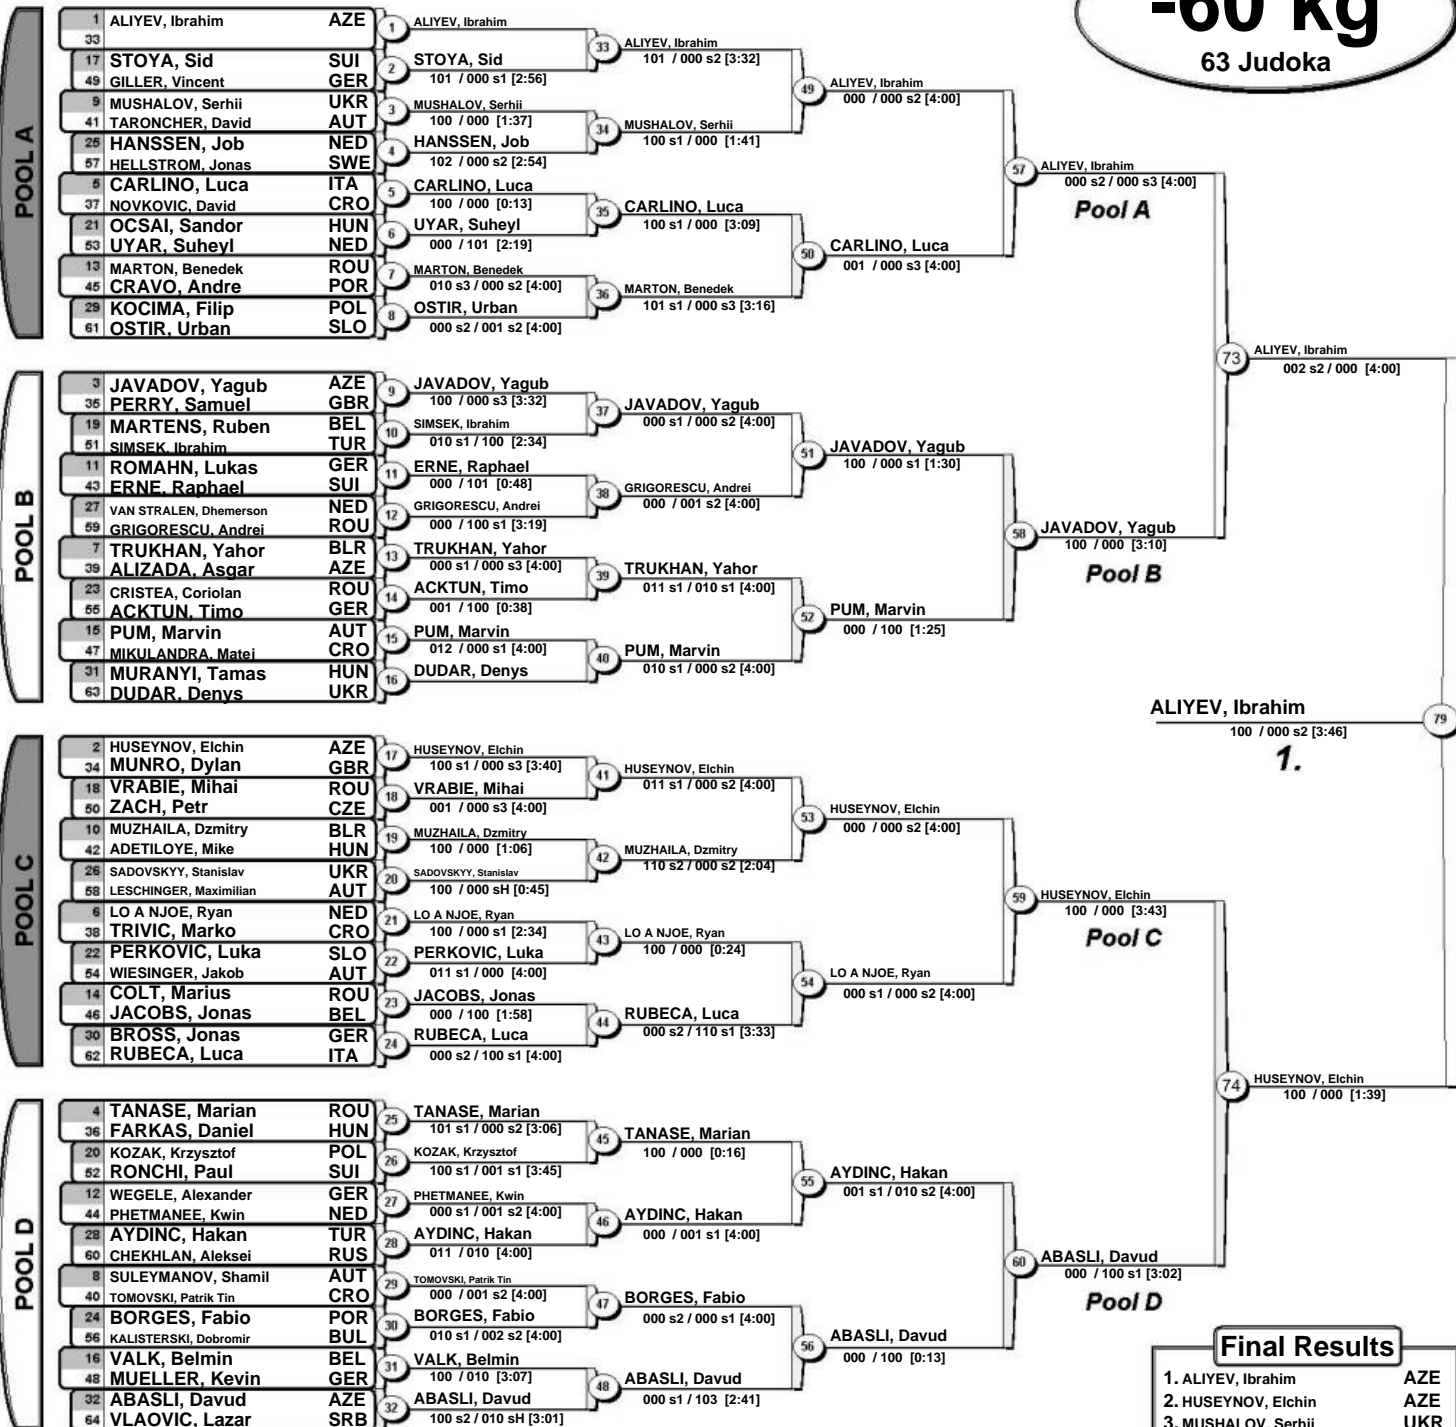 -60 kg
63 Judoka
POOL A
1 ALIYEV, Ibrahim AZE
33
17 STOYA, Sid SUI
49 GILLER, Vincent GER
9 MUSHALOV, Serhii UKR
41 TARONCHER, David AUT
25 HANSSEN, Job NED
57 HELLSTROM, Jonas SWE
5 CARLINO, Luca ITA
37 NOVKOVIC, David CRO
21 OCSAI, Sandor HUN
53 UYAR, Suheyl NED
13 MARTON, Benedek ROU
45 CRAVO, Andre POR
29 KOCIMA, Filip POL
61 OSTIR, Urban SLO
1 ALIYEV, Ibrahim
2 STOYA, Sid
101 / 000 s1 [2:56]
3 MUSHALOV, Serhii
100 / 000 [1:37]
4 HANSSEN, Job
102 / 000 s2 [2:54]
5 CARLINO, Luca
100 / 000 [0:13]
6 UYAR, Suheyl
000 / 101 [2:19]
7 MARTON, Benedek
010 s3 / 000 s2 [4:00]
8 OSTIR, Urban
000 s2 / 001 s2 [4:00]
33 ALIYEV, Ibrahim
101 / 000 s2 [3:32]
34 MUSHALOV, Serhii
100 s1 / 000 [1:41]
35 CARLINO, Luca
100 s1 / 000 [3:09]
36 MARTON, Benedek
101 s1 / 000 s3 [3:16]
49 ALIYEV, Ibrahim
000 / 000 s2 [4:00]
50 CARLINO, Luca
001 / 000 s3 [4:00]
57 ALIYEV, Ibrahim
000 s2 / 000 s3 [4:00]
Pool A
POOL B
3 JAVADOV, Yagub AZE
35 PERRY, Samuel GBR
19 MARTENS, Ruben BEL
51 SIMSEK, Ibrahim TUR
11 ROMAHN, Lukas GER
43 ERNE, Raphael SUI
27 VAN STRALEN, Dhemerson NED
59 GRIGORESCU, Andrei ROU
7 TRUKHAN, Yahor BLR
39 ALIZADA, Asgar AZE
23 CRISTEA, Coriolan ROU
55 ACKTUN, Timo GER
15 PUM, Marvin AUT
47 MIKULANDRA, Matej CRO
31 MURANYI, Tamas HUN
63 DUDAR, Denys UKR
9 JAVADOV, Yagub
100 / 000 s3 [3:32]
10 SIMSEK, Ibrahim
010 s1 / 100 [2:34]
11 ERNE, Raphael
000 / 101 [0:48]
12 GRIGORESCU, Andrei
000 / 100 s1 [3:19]
13 TRUKHAN, Yahor
000 s1 / 000 s3 [4:00]
14 ACKTUN, Timo
001 / 100 [0:38]
15 PUM, Marvin
012 / 000 s1 [4:00]
16 DUDAR, Denys
37 JAVADOV, Yagub
000 s1 / 000 s2 [4:00]
38 GRIGORESCU, Andrei
000 / 001 s2 [4:00]
39 TRUKHAN, Yahor
011 s1 / 010 s1 [4:00]
40 PUM, Marvin
010 s1 / 000 s2 [4:00]
51 JAVADOV, Yagub
100 / 000 s1 [1:30]
52 PUM, Marvin
000 / 100 [1:25]
58 JAVADOV, Yagub
100 / 000 [3:10]
Pool B
73 ALIYEV, Ibrahim
002 s2 / 000 [4:00]
ALIYEV, Ibrahim 79
100 / 000 s2 [3:46]
1.
POOL C
2 HUSEYNOV, Elchin AZE
34 MUNRO, Dylan GBR
18 VRABIE, Mihai ROU
50 ZACH, Petr CZE
10 MUZHAILA, Dzmitry BLR
42 ADETILOYE, Mike HUN
26 SADOVSKYY, Stanislav UKR
58 LESCHINGER, Maximilian AUT
6 LO A NJOE, Ryan NED
38 TRIVIC, Marko CRO
22 PERKOVIC, Luka SLO
54 WIESINGER, Jakob AUT
14 COLT, Marius ROU
46 JACOBS, Jonas BEL
30 BROSS, Jonas GER
62 RUBECA, Luca ITA
17 HUSEYNOV, Elchin
100 s1 / 000 s3 [3:40]
18 VRABIE, Mihai
001 / 000 s3 [4:00]
19 MUZHAILA, Dzmitry
100 / 000 [1:06]
20 SADOVSKYY, Stanislav
100 / 000 sH [0:45]
21 LO A NJOE, Ryan
100 / 000 s1 [2:34]
22 PERKOVIC, Luka
011 s1 / 000 [4:00]
23 JACOBS, Jonas
000 / 100 [1:58]
24 RUBECA, Luca
000 s2 / 100 s1 [4:00]
41 HUSEYNOV, Elchin
011 s1 / 000 s2 [4:00]
42 MUZHAILA, Dzmitry
110 s2 / 000 s2 [2:04]
43 LO A NJOE, Ryan
100 / 000 [0:24]
44 RUBECA, Luca
000 s2 / 110 s1 [3:33]
53 HUSEYNOV, Elchin
000 / 000 s2 [4:00]
54 LO A NJOE, Ryan
000 s1 / 000 s2 [4:00]
59 HUSEYNOV, Elchin
100 / 000 [3:43]
Pool C
74 HUSEYNOV, Elchin
100 / 000 [1:39]
POOL D
4 TANASE, Marian ROU
36 FARKAS, Daniel HUN
20 KOZAK, Krzysztof POL
52 RONCHI, Paul SUI
12 WEGELE, Alexander GER
44 PHETMANEE, Kwin NED
28 AYDINC, Hakan TUR
60 CHEKHLAN, Aleksei RUS
8 SULEYMANOV, Shamil AUT
40 TOMOVSKI, Patrik Tin CRO
24 BORGES, Fabio POR
56 KALISTERSKI, Dobromir BUL
16 VALK, Belmin BEL
48 MUELLER, Kevin GER
32 ABASLI, Davud AZE
64 VLAOVIC, Lazar SRB
25 TANASE, Marian
101 s1 / 000 s2 [3:06]
26 KOZAK, Krzysztof
100 s1 / 001 s1 [3:45]
27 PHETMANEE, Kwin
000 s1 / 001 s2 [4:00]
28 AYDINC, Hakan
011 / 010 [4:00]
29 TOMOVSKI, Patrik Tin
000 / 001 s2 [4:00]
30 BORGES, Fabio
010 s1 / 002 s2 [4:00]
31 VALK, Belmin
100 / 010 [3:07]
32 ABASLI, Davud
100 s2 / 010 sH [3:01]
45 TANASE, Marian
100 / 000 [0:16]
46 AYDINC, Hakan
000 / 001 s1 [4:00]
47 BORGES, Fabio
000 s2 / 000 s1 [4:00]
48 ABASLI, Davud
000 s1 / 103 [2:41]
55 AYDINC, Hakan
001 s1 / 010 s2 [4:00]
56 ABASLI, Davud
000 / 100 [0:13]
60 ABASLI, Davud
000 / 100 s1 [3:02]
Pool D
Final Results
1. ALIYEV, Ibrahim AZE
2. HUSEYNOV, Elchin AZE
3. MUSHALOV, Serhii UKR